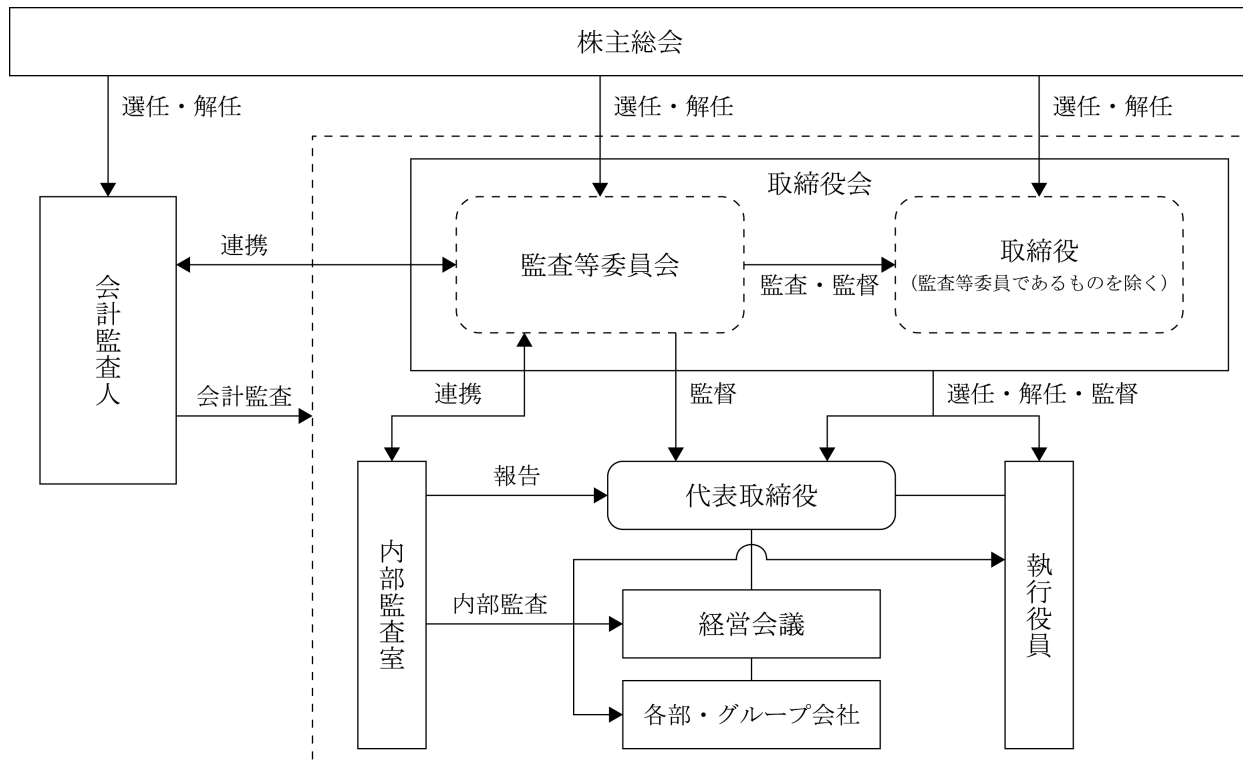 株主総会
選任・解任
選任・解任
選任・解任
取締役会
会計監査人
連携
監査等委員会
監査・監督
取締役
（監査等委員であるものを除く）
会計監査
連携
監督
選任・解任・監督
内部監査室
報告
代表取締役
執行役員
内部監査
経営会議
各部・グループ会社